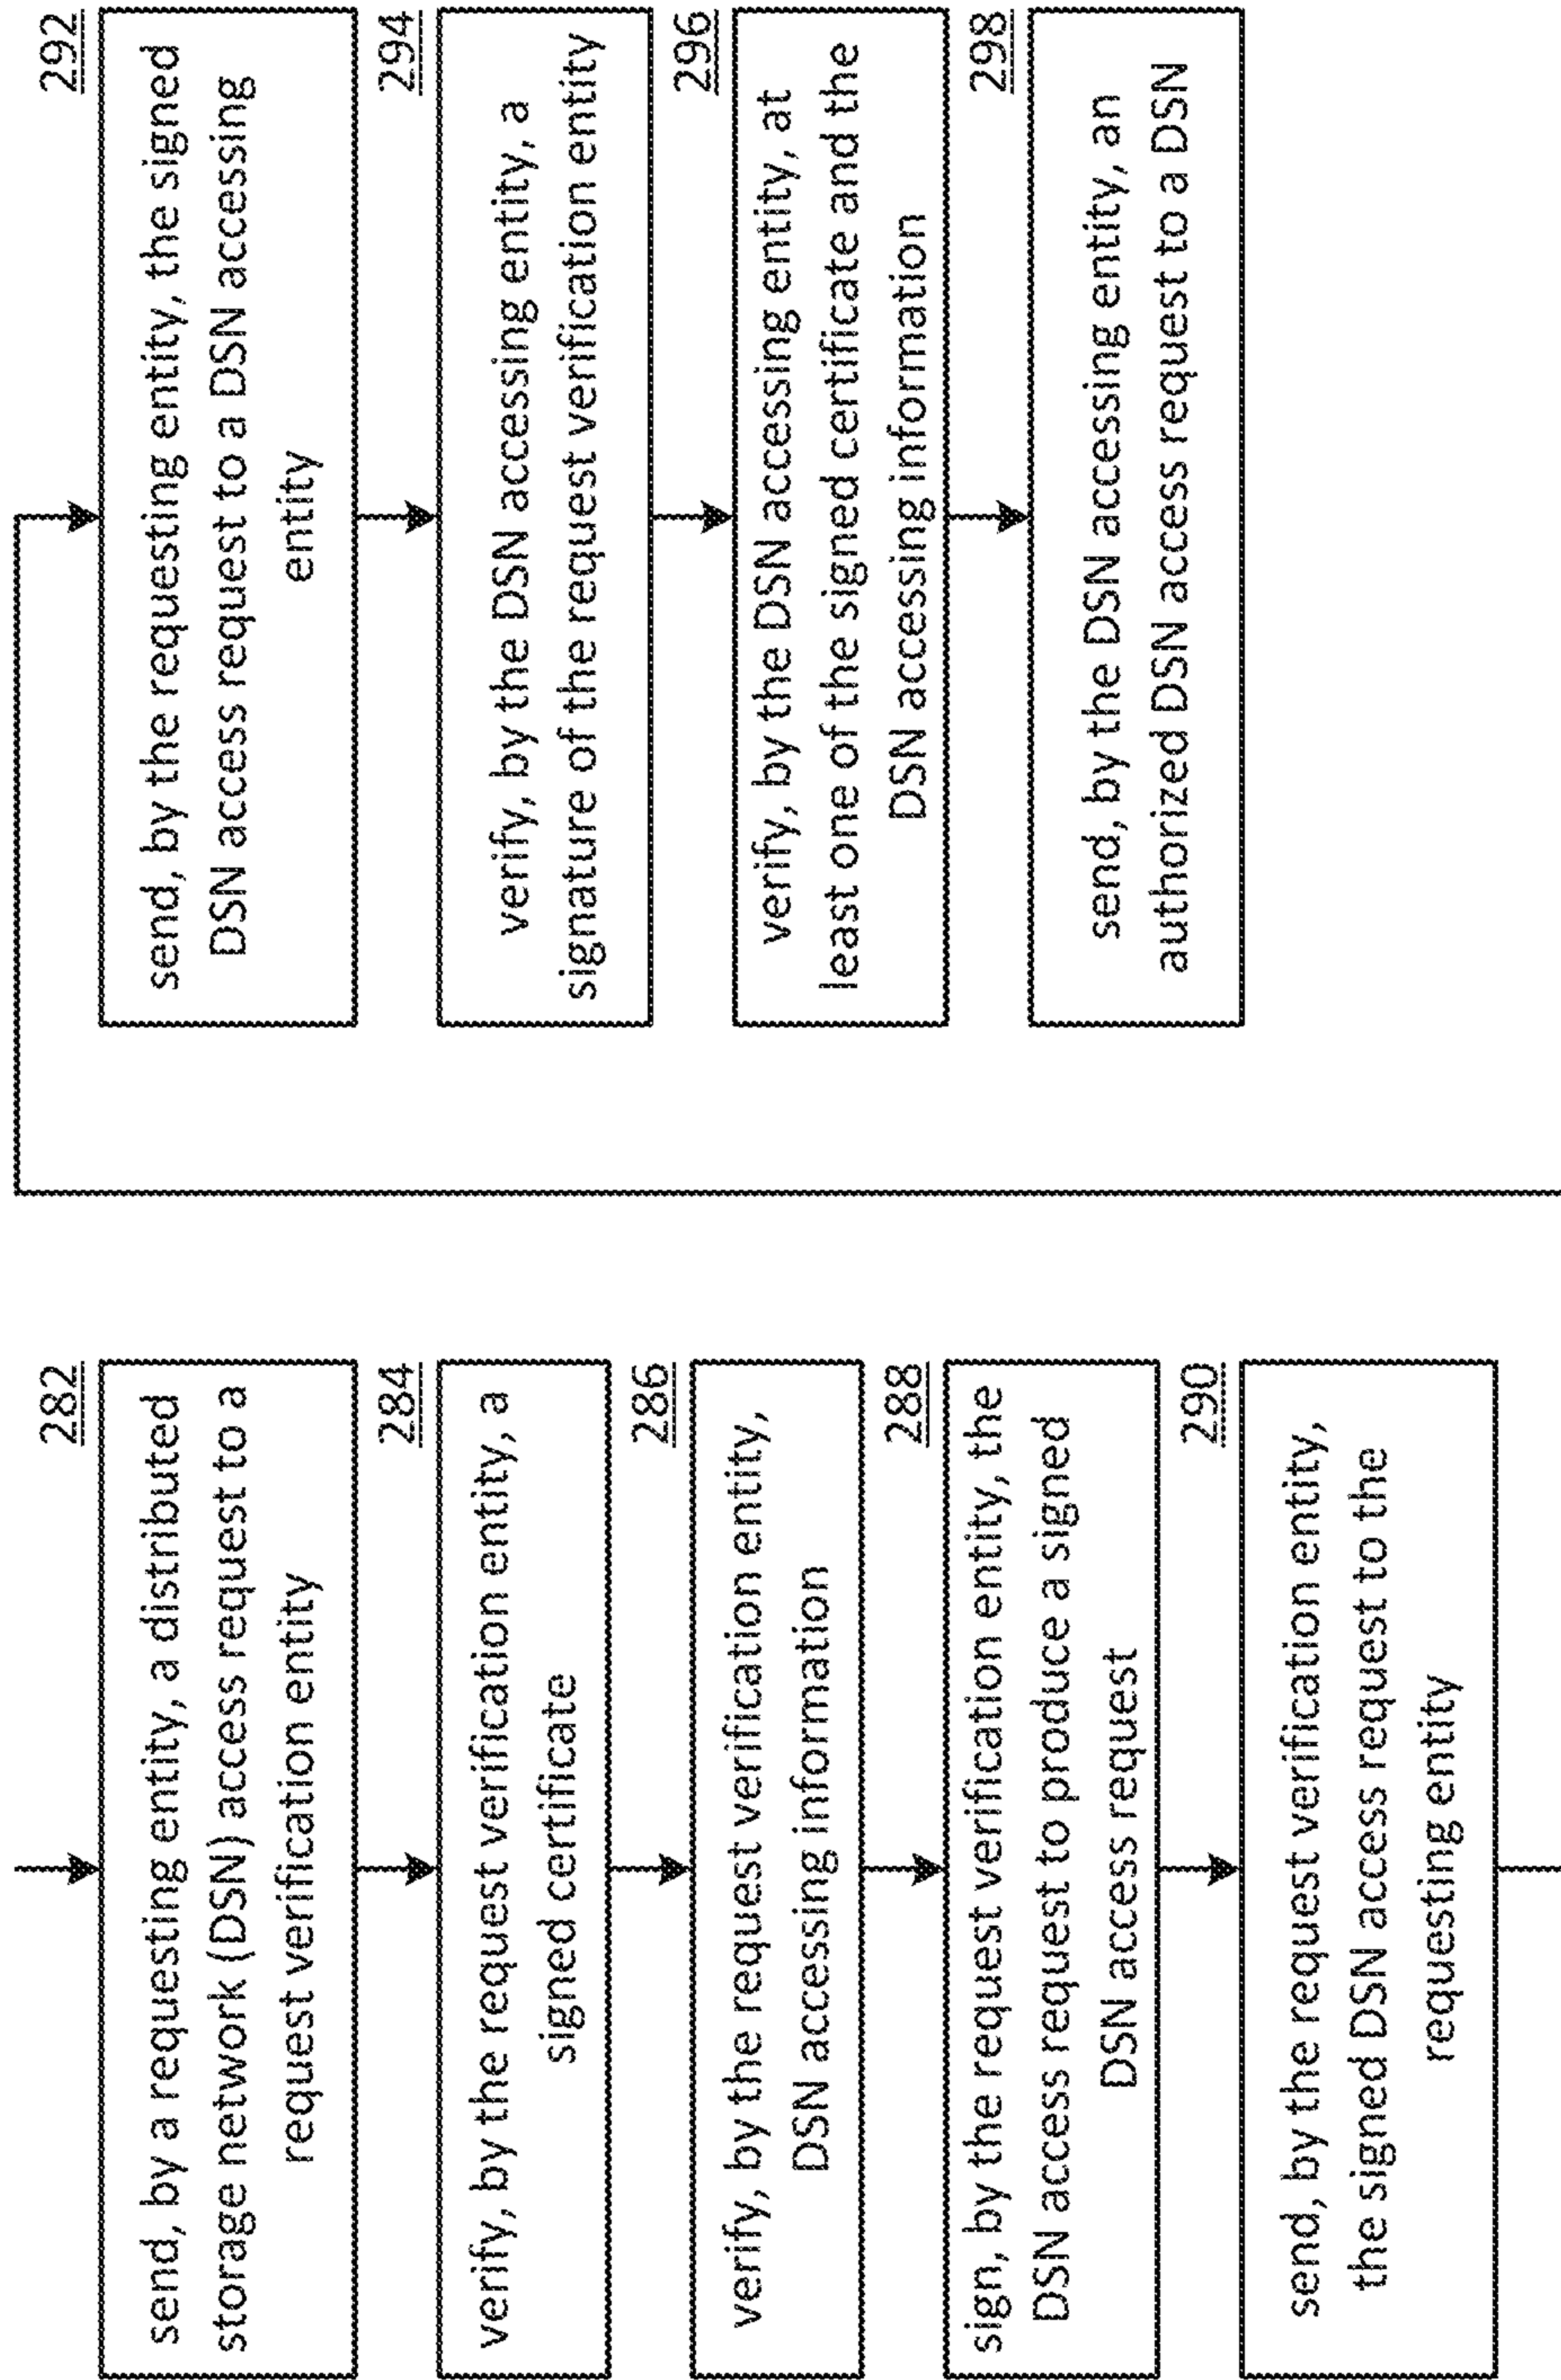 282
send, by a requesting entity, a distributed
storage network (DSN) access request to a
request verification entity
284
verify, by the request verification entity, a
signed certificate
286
verify, by the request verification entity,
DSN accessing information
288
sign, by the request verification entity, the
DSN access request to produce a signed
DSN access request
290
send, by the request verification entity,
the signed DSN access request to the
requesting entity
292
send, by the requesting entity, the signed
DSN access request to a DSN accessing
entity
294
verify, by the DSN accessing entity, a
signature of the request verification entity
296
verify, by the DSN accessing entity, at
least one of the signed certificate and the
DSN accessing information
298
send, by the DSN accessing entity, an
authorized DSN access request to a DSN